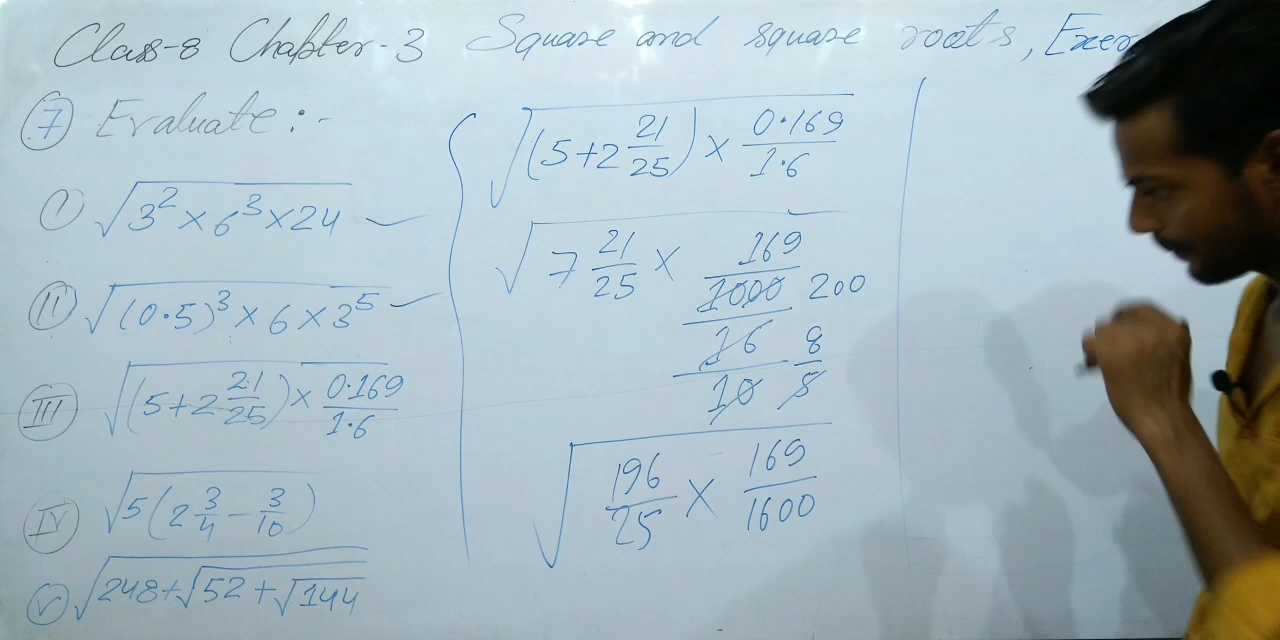 Class-8 Chapter-3 Square and square roots, Exer
7 Evaluate :-
I √(3² × 6³ × 24)
II √((0.5)³ × 6 × 3⁵)
III √((5+2 21/25) × 0.169/1.6)
IV √(5(2 3/4 - 3/10))
V √(248+√(52+√144))
√((5+2 21/25) × 0.169/1.6)
√(7 21/25 × 169/1000 200
16/10 8/5
√(196/25 × 169/1600)